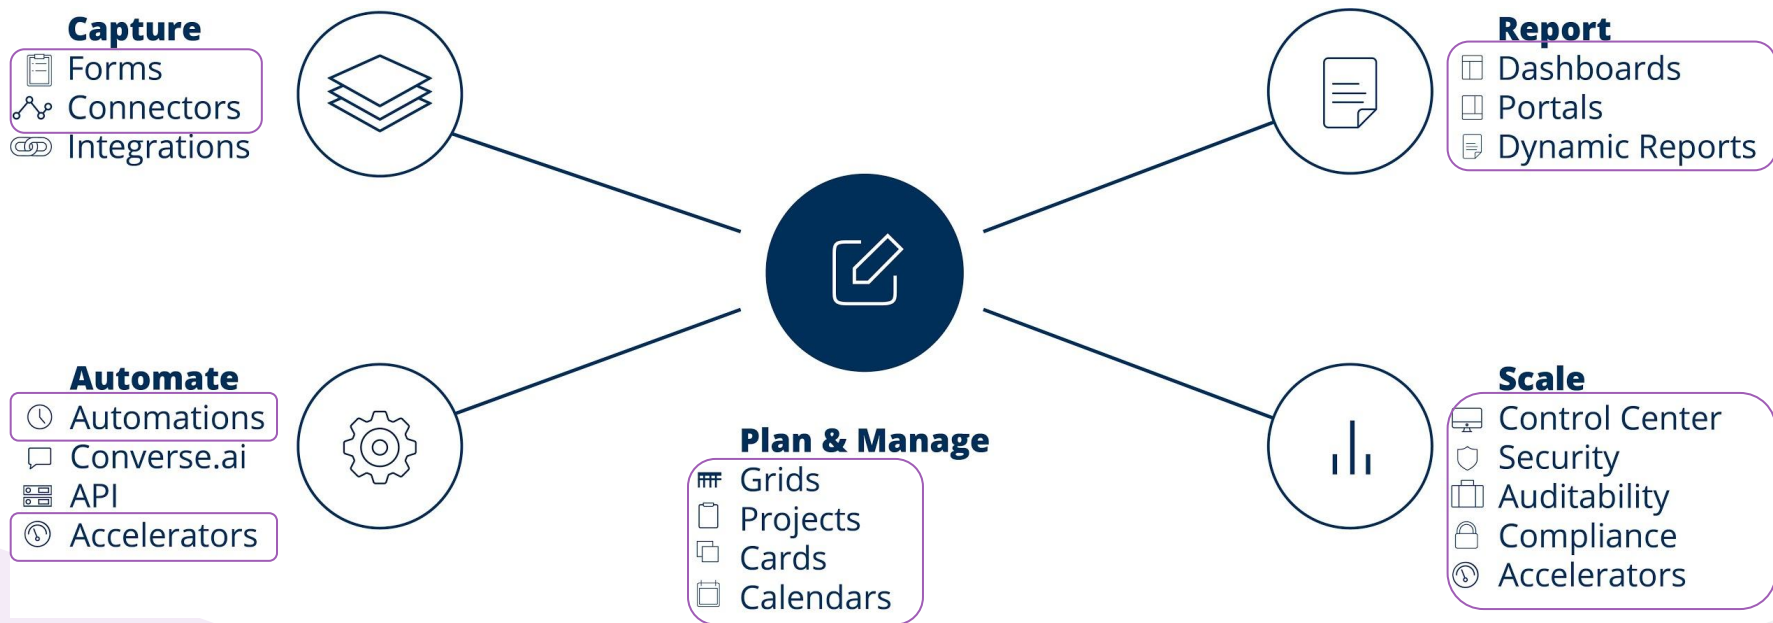 Capture
Forms
Connectors
Integrations
Report
Dashboards
Portals
Dynamic Reports
Automate
Automations
Converse.ai
API
Accelerators
Plan & Manage
Grids
Projects
Cards
Calendars
Scale
Control Center
Security
Auditability
Compliance
Accelerators